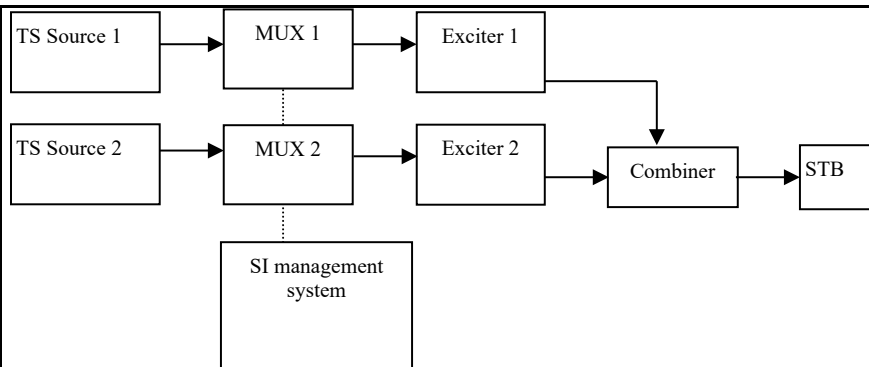 TS Source 1
MUX 1
Exciter 1
TS Source 2
MUX 2
Exciter 2
Combiner
STB
SI management
system